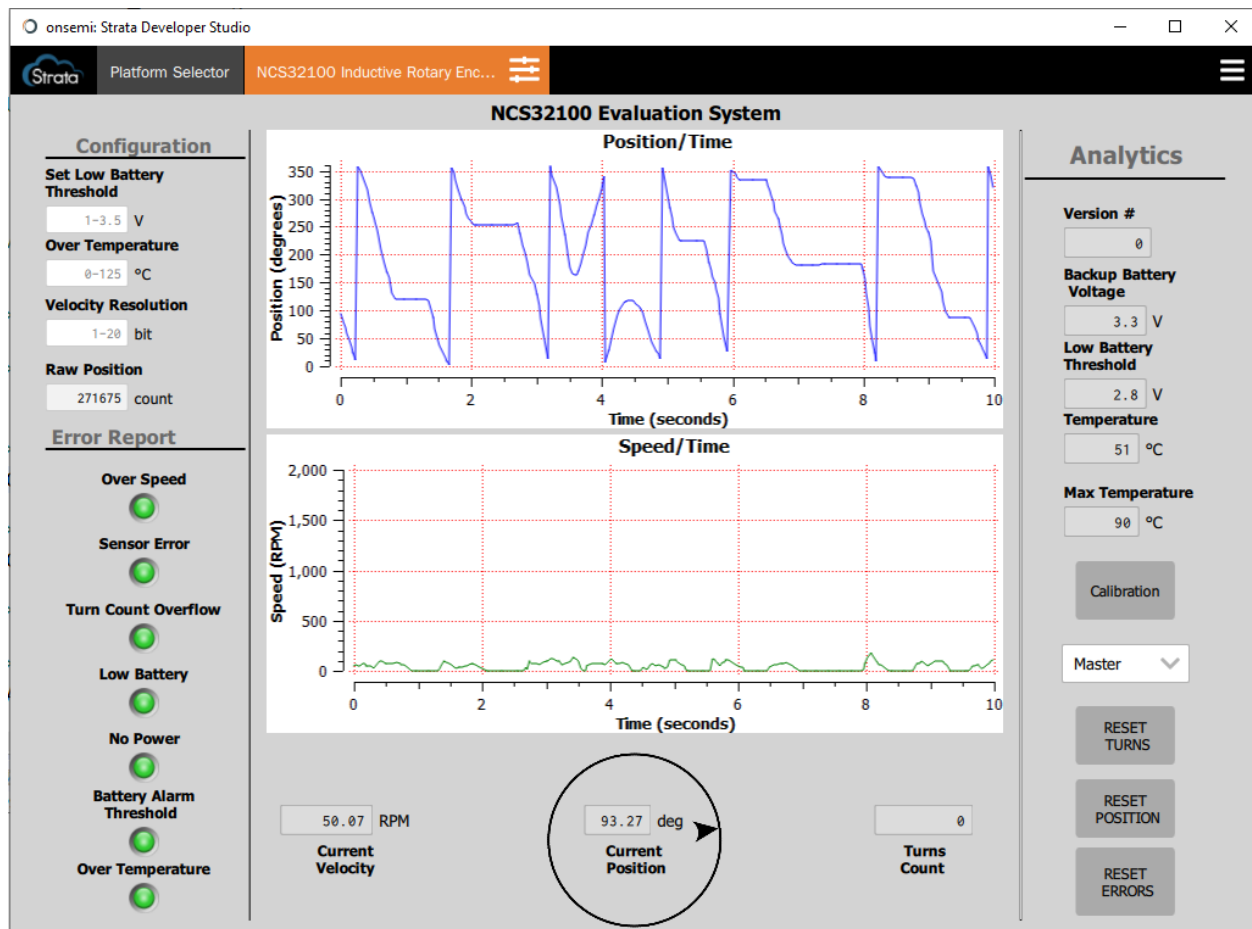 onsemi: Strata Developer Studio
Strata
Platform Selector
NCS32100 Inductive Rotary Enc...
NCS32100 Evaluation System
Configuration
Set Low Battery
Threshold
1-3.5 V
Over Temperature
0-125 °C
Velocity Resolution
1-20 bit
Raw Position
271675 count
Error Report
Over Speed
Sensor Error
Turn Count Overflow
Low Battery
No Power
Battery Alarm
Threshold
Over Temperature
Position/Time
Position (degrees)
350
300
250
200
150
100
50
0
0 2 4 6 8 10
Time (seconds)
Speed/Time
Speed (RPM)
2,000
1,500
1,000
500
0
0 2 4 6 8 10
Time (seconds)
50.07 RPM
Current
Velocity
93.27 deg
Current
Position
0
Turns
Count
Analytics
Version #
0
Backup Battery
Voltage
3.3 V
Low Battery
Threshold
2.8 V
Temperature
51 °C
Max Temperature
90 °C
Calibration
Master
RESET
TURNS
RESET
POSITION
RESET
ERRORS